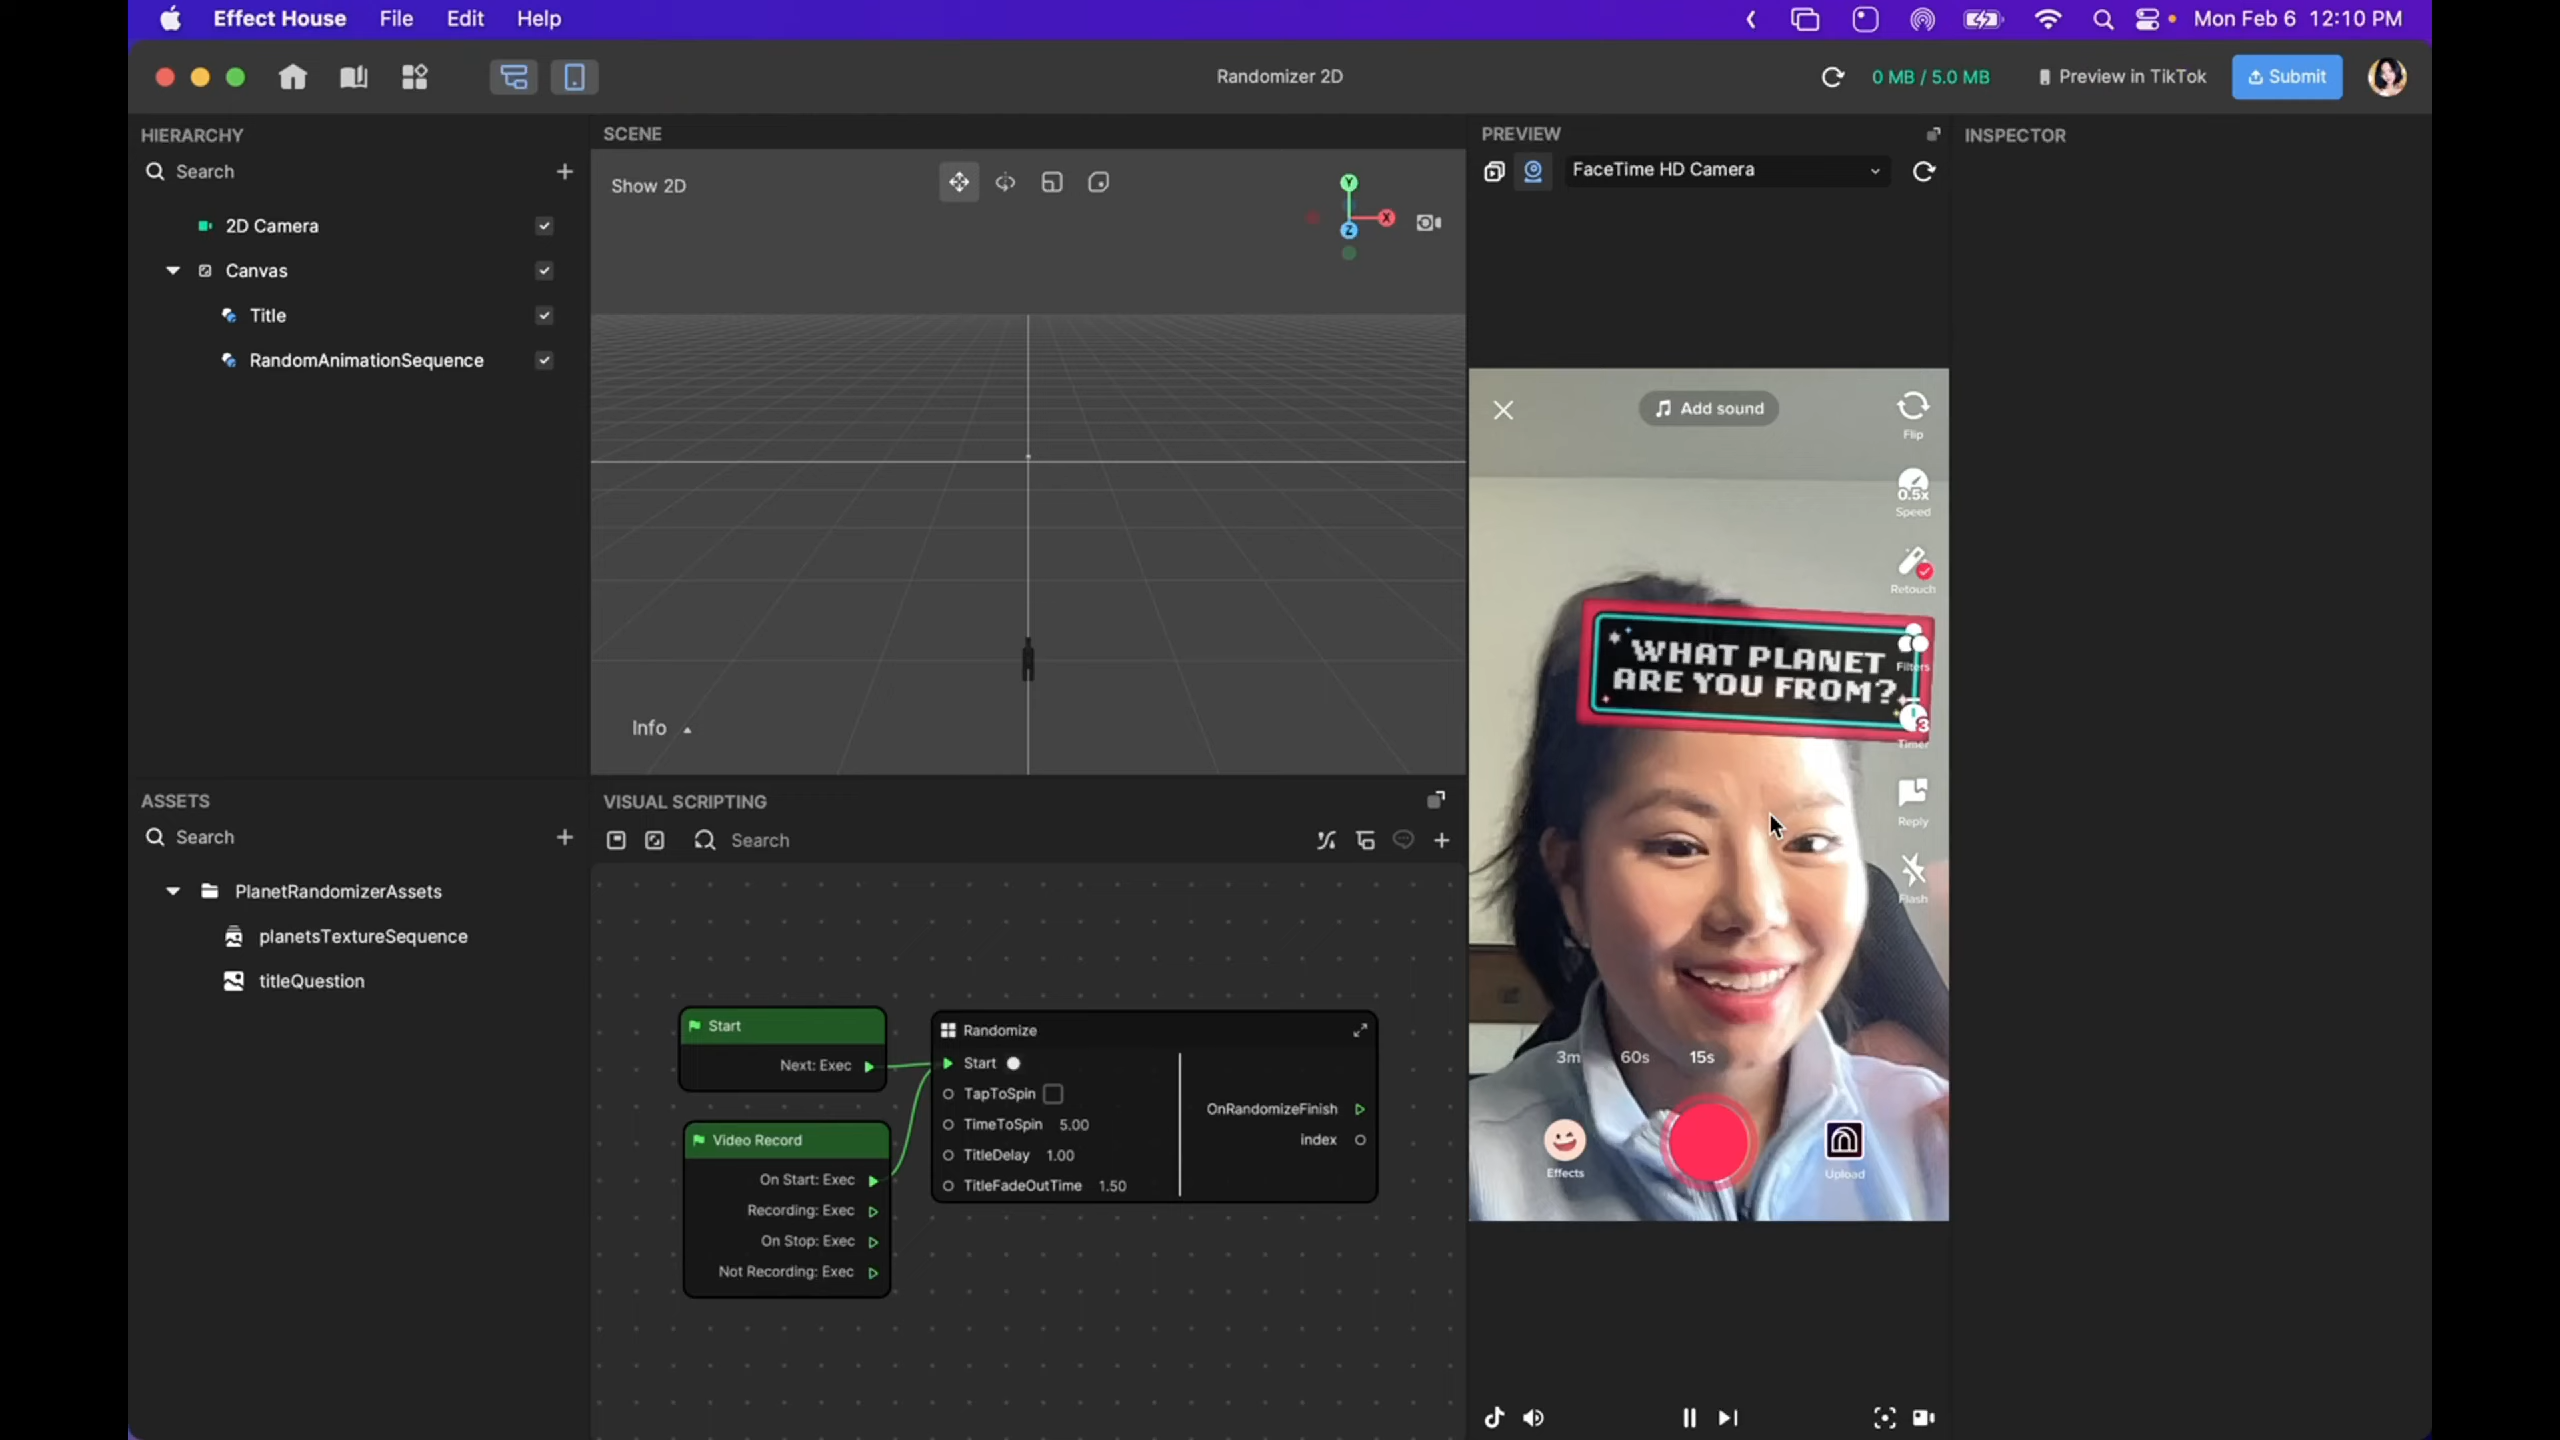 Effect House File Edit Help
Mon Feb 6 12:10 PM
Randomizer 2D
0 MB / 5.0 MB
Preview in TikTok
Submit
HIERARCHY
Search
2D Camera
Canvas
Title
RandomAnimationSequence
SCENE
Show 2D
Y
X
Z
Info
PREVIEW
FaceTime HD Camera
Add sound
Flip
0.5x
Speed
Retouch
WHAT PLANET
ARE YOU FROM?
Filters
3
Timer
Reply
Flash
3m 60s 15s
Effects
Upload
INSPECTOR
ASSETS
Search
PlanetRandomizerAssets
planetsTextureSequence
titleQuestion
VISUAL SCRIPTING
Search
Start
Next: Exec
Video Record
On Start: Exec
Recording: Exec
On Stop: Exec
Not Recording: Exec
Randomize
Start
TapToSpin
TimeToSpin 5.00
TitleDelay 1.00
TitleFadeOutTime 1.50
OnRandomizeFinish
index